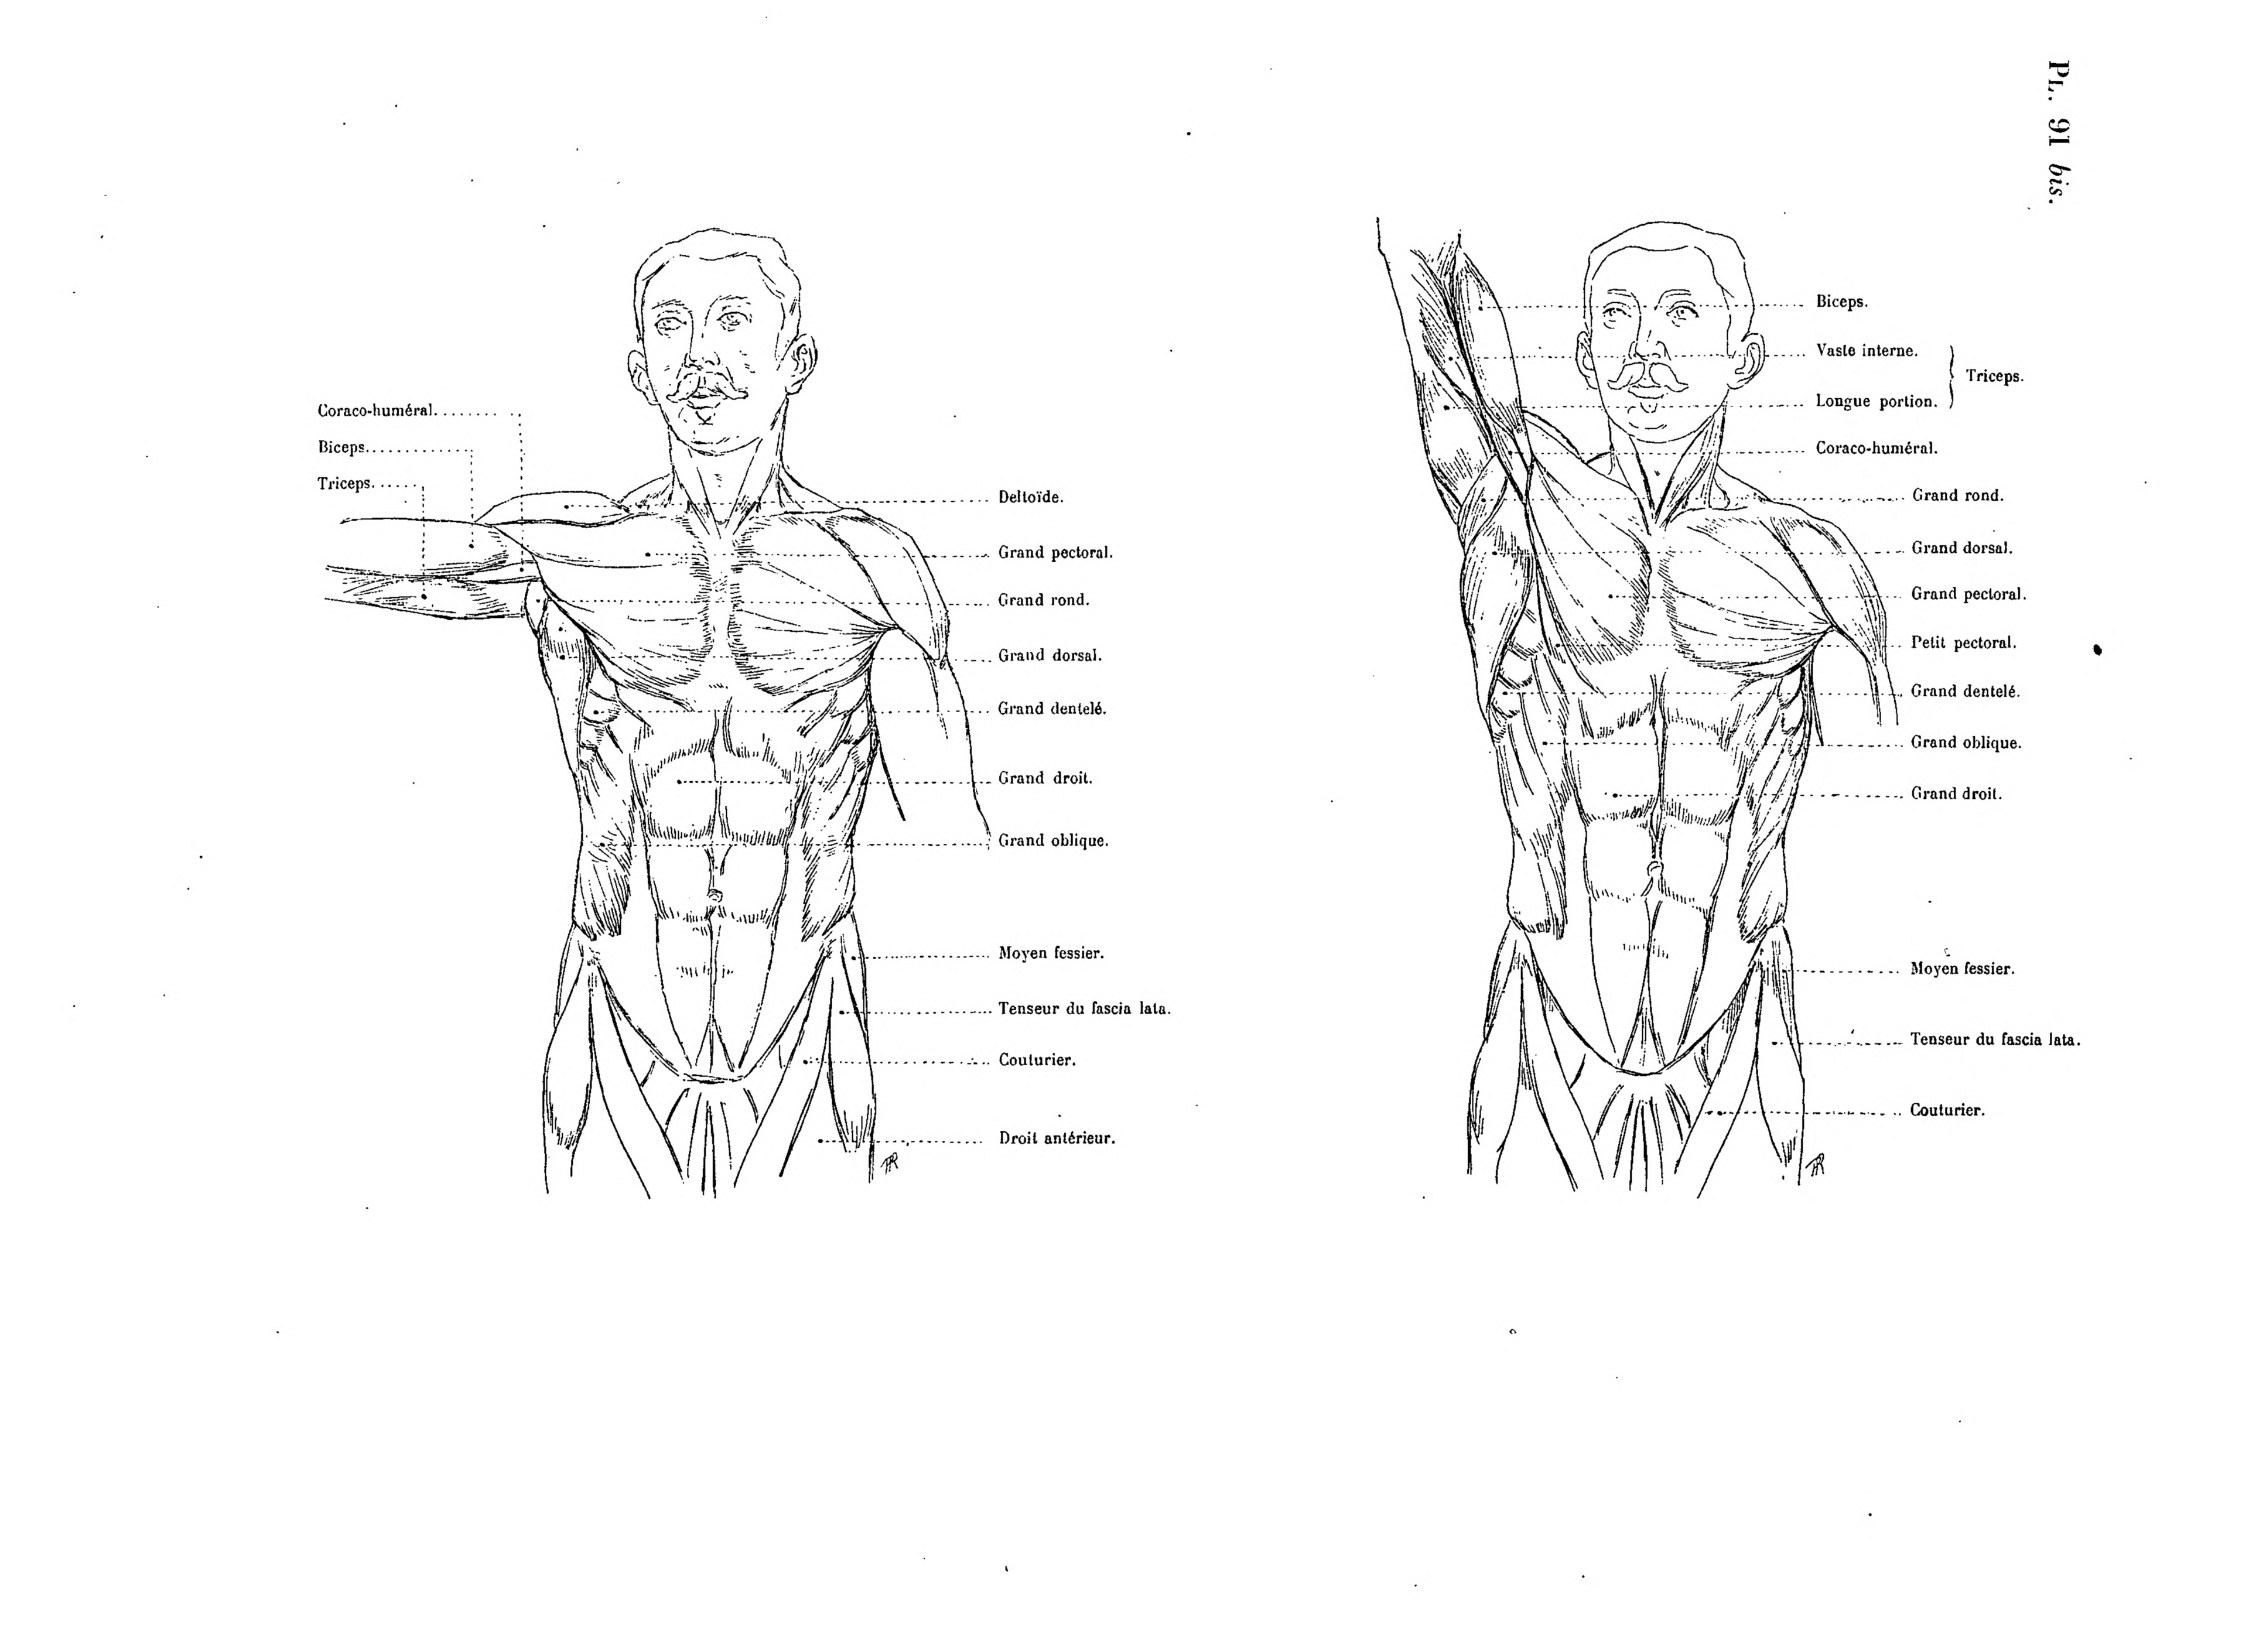 PL. 91 bis.
Coraco-huméral.
Biceps.
Triceps.
Deltoïde.
Grand pectoral.
Grand rond.
Grand dorsal.
Grand dentelé.
Grand droit.
Grand oblique.
Moyen fessier.
Tenseur du fascia lata.
Couturier.
Droit antérieur.
Biceps.
Vaste interne.
Triceps.
Longue portion.
Coraco-huméral.
Grand rond.
Grand dorsal.
Grand pectoral.
Petit pectoral.
Grand dentelé.
Grand oblique.
Grand droit.
Moyen fessier.
Tenseur du fascia lata.
Couturier.